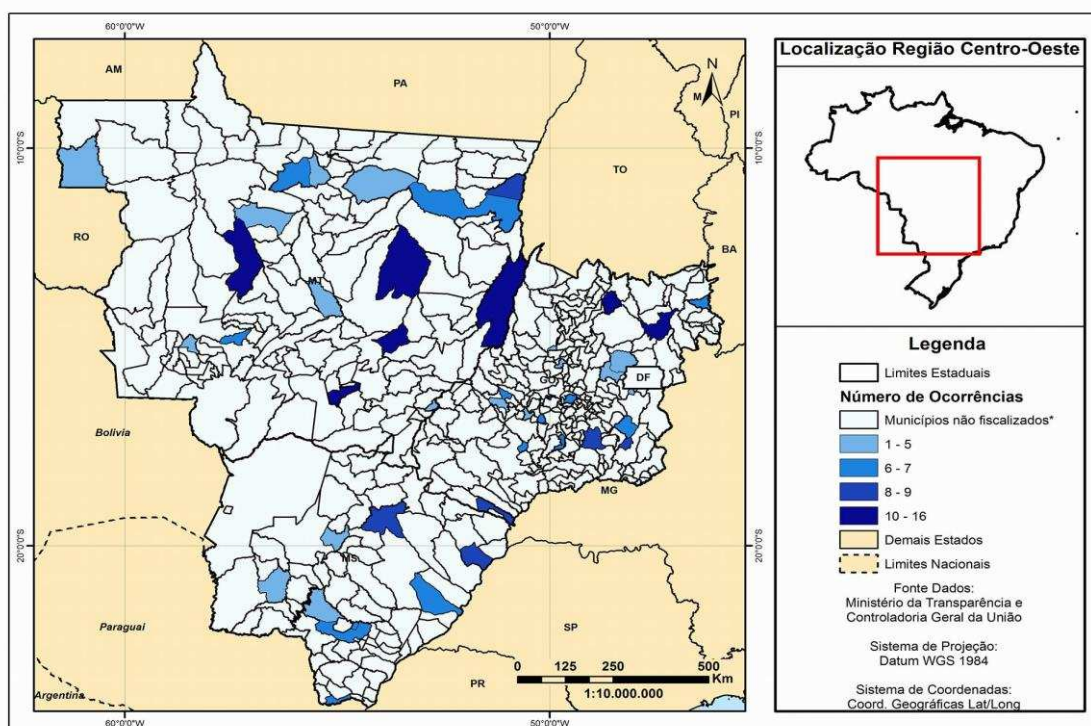 60°0'0"W
50°0'0"W
AM
PA
N
M
PI
10°0'0"S
10°0'0"S
TO
RO
BA
MT
GO
DF
Bolívia
MG
20°0'0"S
20°0'0"S
MS
Paraguai
SP
PR
Argentina
0 125 250 500
Km
1:10.000.000
60°0'0"W
50°0'0"W
Localização Região Centro-Oeste
Legenda
Limites Estaduais
Número de Ocorrências
Municípios não fiscalizados*
1 - 5
6 - 7
8 - 9
10 - 16
Demais Estados
Limites Nacionais
Fonte Dados:
Ministério da Transparência e
Controladoria Geral da União
Sistema de Projeção:
Datum WGS 1984
Sistema de Coordenadas:
Coord. Geográficas Lat/Long